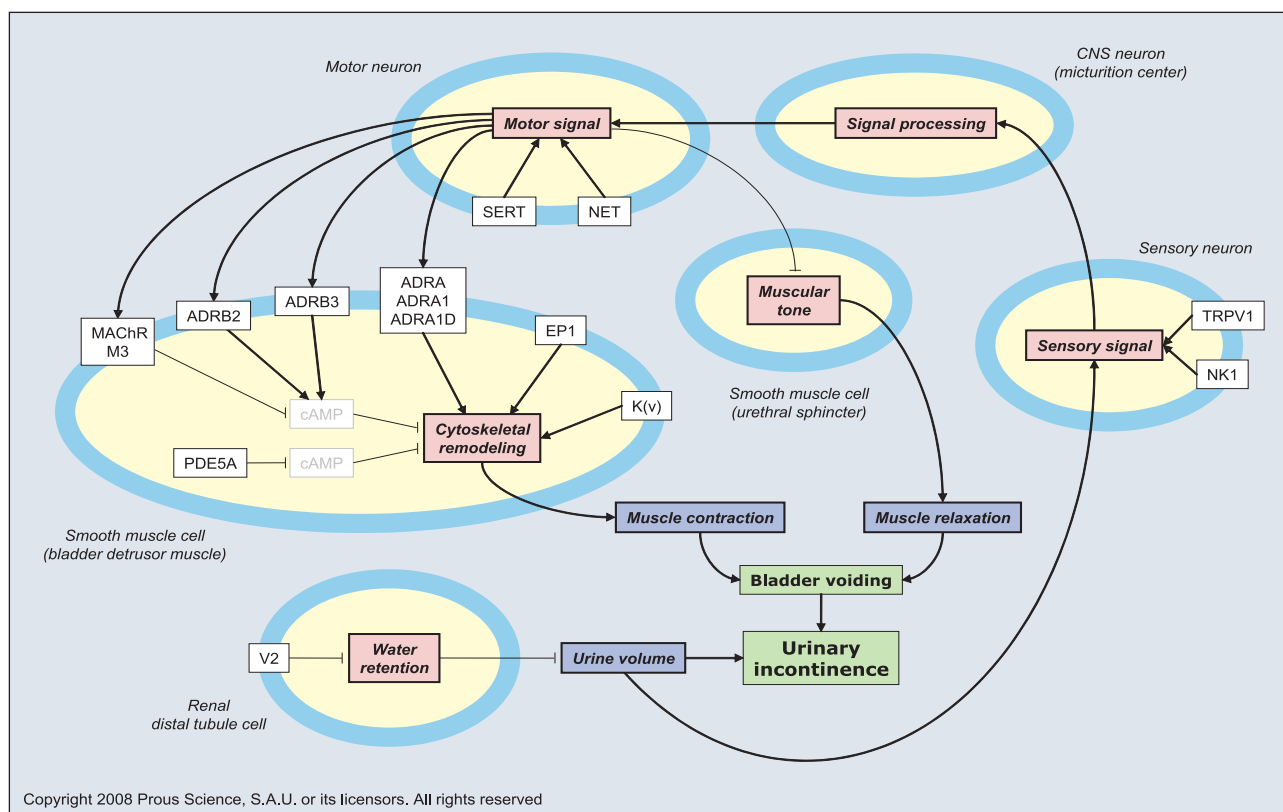 CNS neuron
(micturition center)
Motor neuron
Motor signal
Signal processing
SERT
NET
Sensory neuron
ADRA
ADRA1
ADRA1D
ADRB3
ADRB2
MAChR
M3
EP1
Muscular
tone
TRPV1
Sensory signal
NK1
Smooth muscle cell
(urethral sphincter)
cAMP
K(v)
Cytoskeletal
remodeling
PDE5A
cAMP
Smooth muscle cell
(bladder detrusor muscle)
Muscle contraction
Muscle relaxation
Bladder voiding
V2
Water
retention
Urine volume
Urinary
incontinence
Renal
distal tubule cell
Copyright 2008 Prous Science, S.A.U. or its licensors. All rights reserved